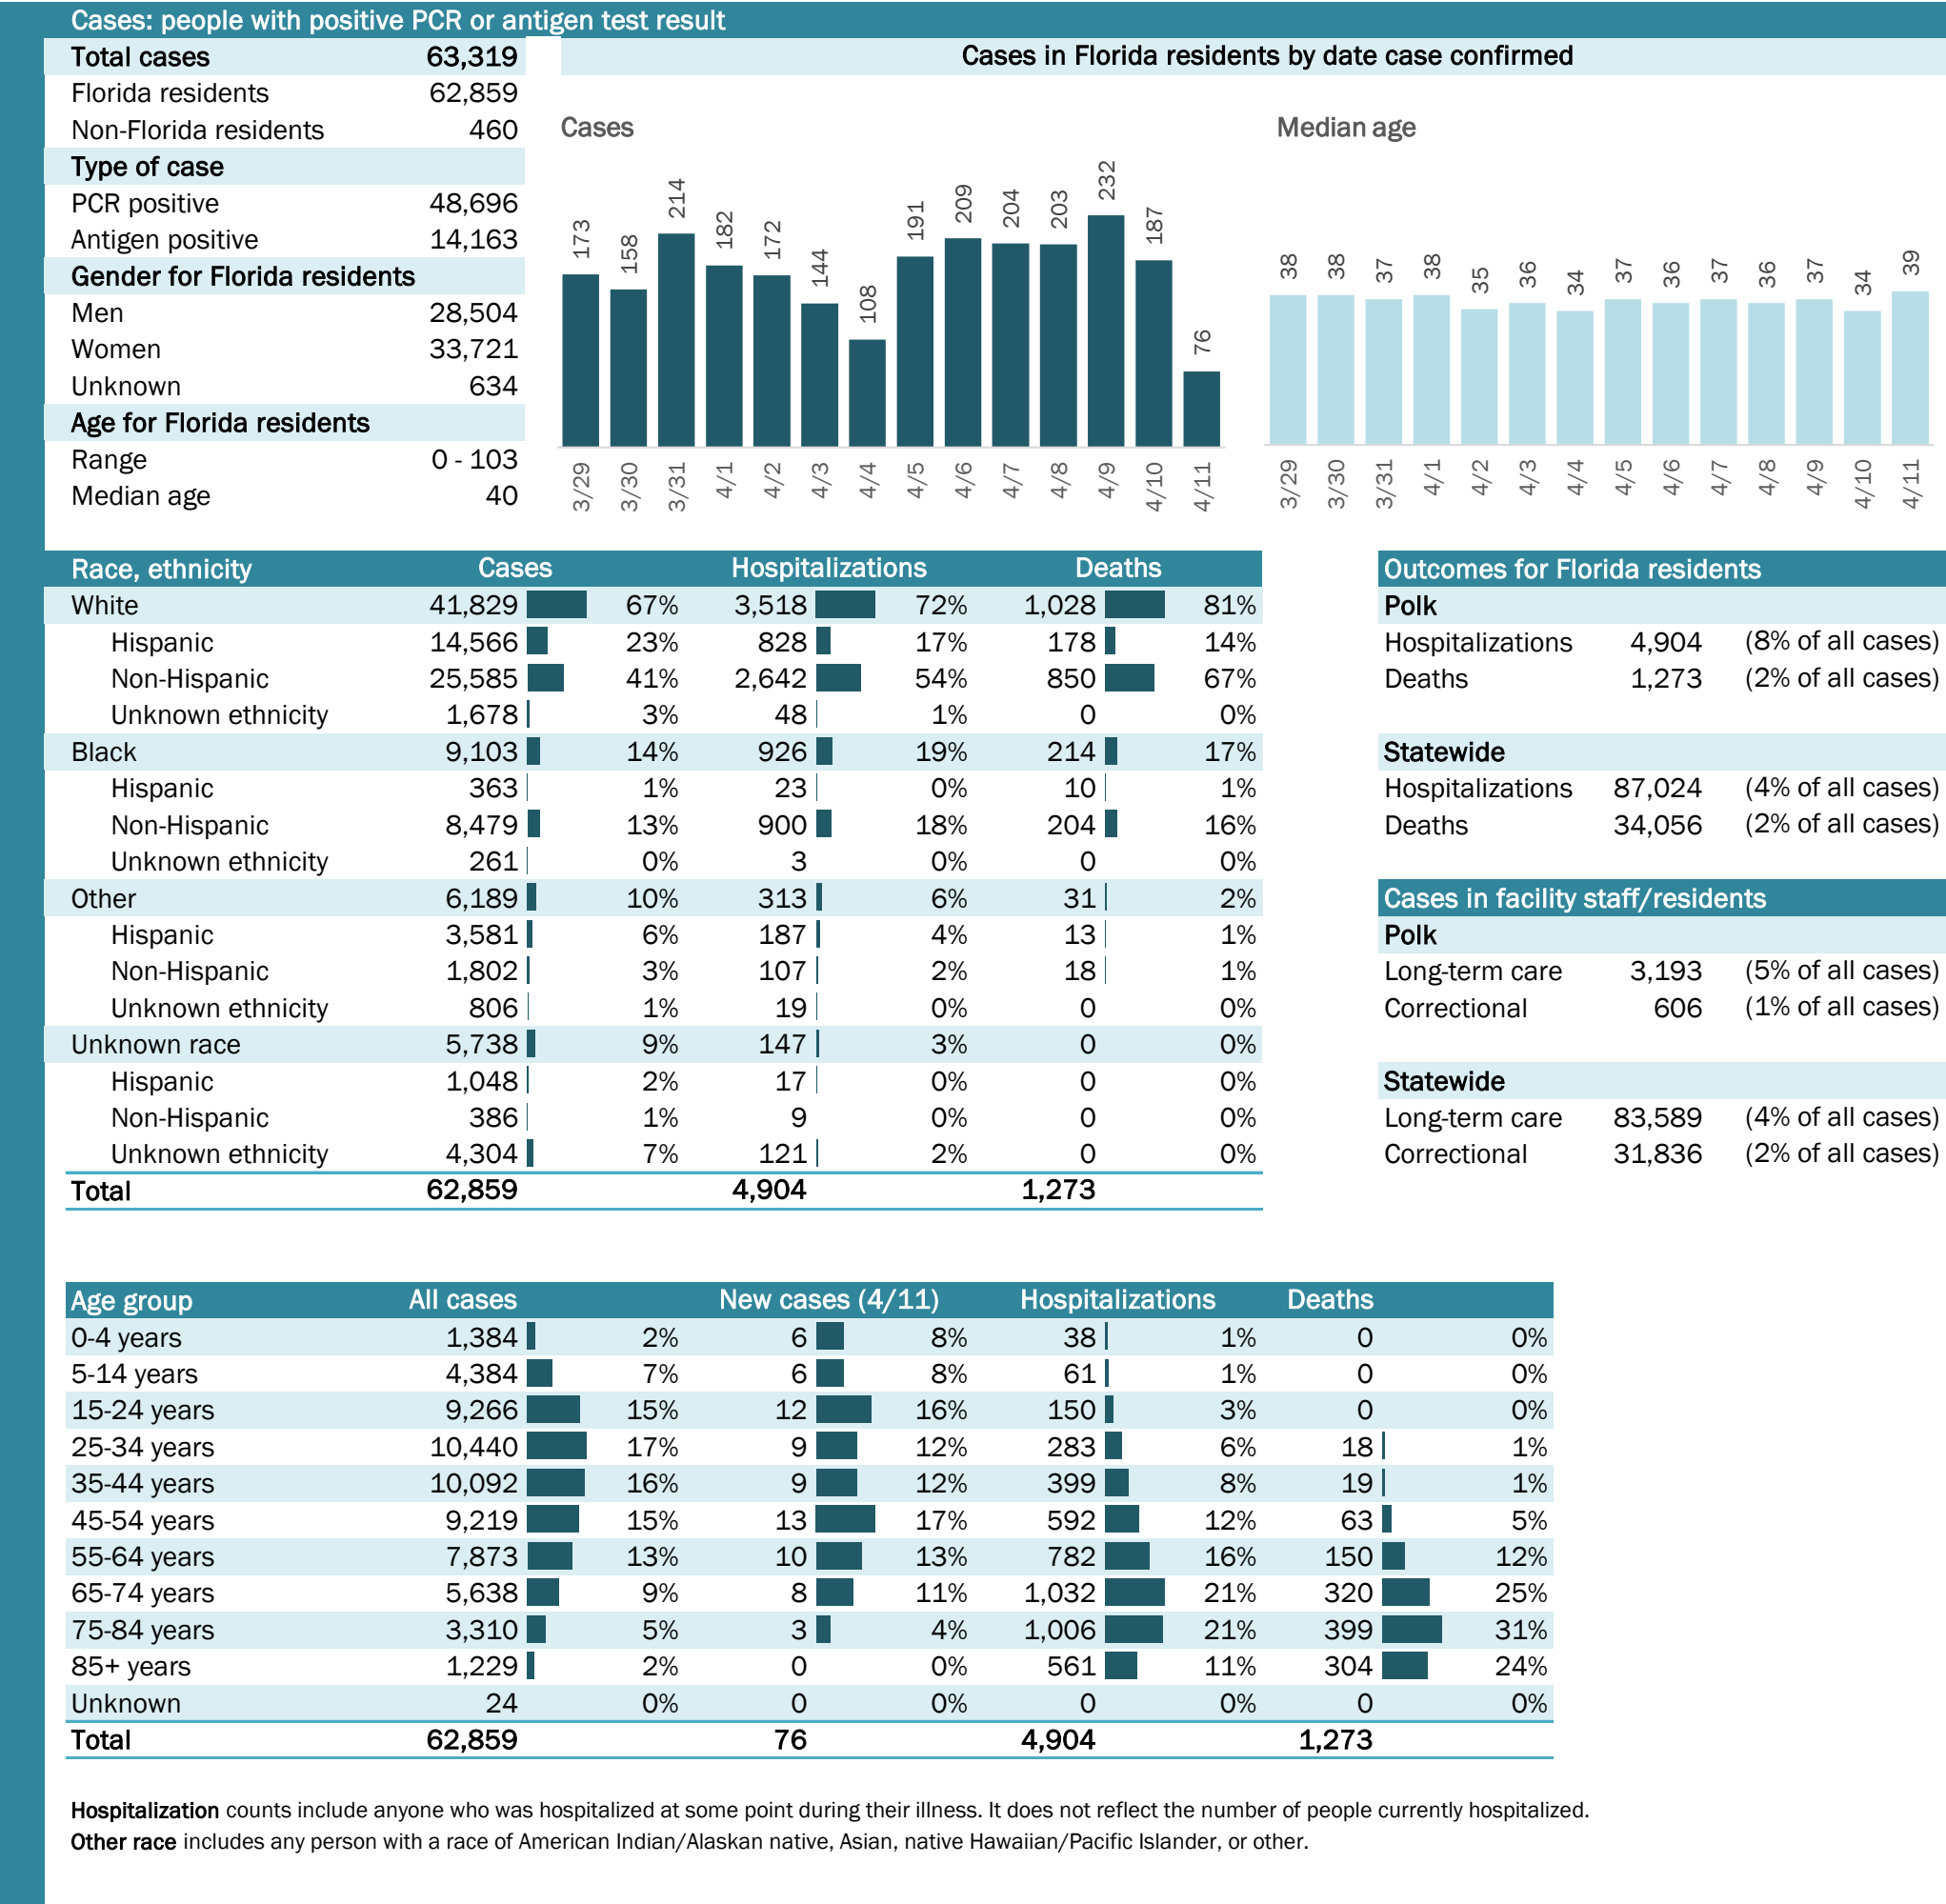 Cases: people with positive PCR or antigen test result
Total cases 63,319
Florida residents 62,859
Non-Florida residents 460
Type of case
PCR positive 48,696
Antigen positive 14,163
Gender for Florida residents
Men 28,504
Women 33,721
Unknown 634
Age for Florida residents
Range 0 - 103
Median age 40
Cases in Florida residents by date case confirmed
Cases
173 158 214 182 172 144 108 191 209 204 203 232 187 76
3/29 3/30 3/31 4/1 4/2 4/3 4/4 4/5 4/6 4/7 4/8 4/9 4/10 4/11
Median age
38 38 37 38 35 36 34 37 36 37 36 37 34 39
3/29 3/30 3/31 4/1 4/2 4/3 4/4 4/5 4/6 4/7 4/8 4/9 4/10 4/11
Race, ethnicity Cases Hospitalizations Deaths
White 41,829 67% 3,518 72% 1,028 81%
Hispanic 14,566 23% 828 17% 178 14%
Non-Hispanic 25,585 41% 2,642 54% 850 67%
Unknown ethnicity 1,678 3% 48 1% 0 0%
Black 9,103 14% 926 19% 214 17%
Hispanic 363 1% 23 0% 10 1%
Non-Hispanic 8,479 13% 900 18% 204 16%
Unknown ethnicity 261 0% 3 0% 0 0%
Other 6,189 10% 313 6% 31 2%
Hispanic 3,581 6% 187 4% 13 1%
Non-Hispanic 1,802 3% 107 2% 18 1%
Unknown ethnicity 806 1% 19 0% 0 0%
Unknown race 5,738 9% 147 3% 0 0%
Hispanic 1,048 2% 17 0% 0 0%
Non-Hispanic 386 1% 9 0% 0 0%
Unknown ethnicity 4,304 7% 121 2% 0 0%
Total 62,859 4,904 1,273
Outcomes for Florida residents
Polk
Hospitalizations 4,904 (8% of all cases)
Deaths 1,273 (2% of all cases)
Statewide
Hospitalizations 87,024 (4% of all cases)
Deaths 34,056 (2% of all cases)
Cases in facility staff/residents
Polk
Long-term care 3,193 (5% of all cases)
Correctional 606 (1% of all cases)
Statewide
Long-term care 83,589 (4% of all cases)
Correctional 31,836 (2% of all cases)
Age group All cases New cases (4/11) Hospitalizations Deaths
0-4 years 1,384 2% 6 8% 38 1% 0 0%
5-14 years 4,384 7% 6 8% 61 1% 0 0%
15-24 years 9,266 15% 12 16% 150 3% 0 0%
25-34 years 10,440 17% 9 12% 283 6% 18 1%
35-44 years 10,092 16% 9 12% 399 8% 19 1%
45-54 years 9,219 15% 13 17% 592 12% 63 5%
55-64 years 7,873 13% 10 13% 782 16% 150 12%
65-74 years 5,638 9% 8 11% 1,032 21% 320 25%
75-84 years 3,310 5% 3 4% 1,006 21% 399 31%
85+ years 1,229 2% 0 0% 561 11% 304 24%
Unknown 24 0% 0 0% 0 0% 0 0%
Total 62,859 76 4,904 1,273
Hospitalization counts include anyone who was hospitalized at some point during their illness. It does not reflect the number of people currently hospitalized.
Other race includes any person with a race of American Indian/Alaskan native, Asian, native Hawaiian/Pacific Islander, or other.